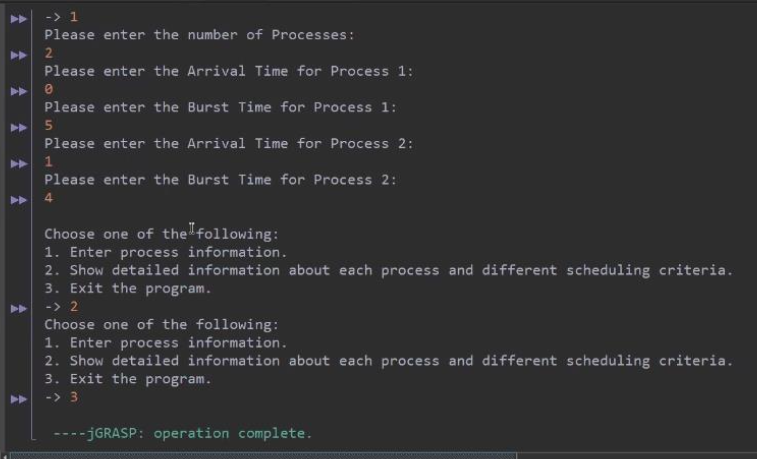 -> 1
Please enter the number of Processes:
2
Please enter the Arrival Time for Process 1:
0
Please enter the Burst Time for Process 1:
5
Please enter the Arrival Time for Process 2:
1
Please enter the Burst Time for Process 2:
4
Choose one of the following:
1. Enter process information.
2. Show detailed information about each process and different scheduling criteria.
3. Exit the program.
-> 2
Choose one of the following:
1. Enter process information.
2. Show detailed information about each process and different scheduling criteria.
3. Exit the program.
-> 3
----jGRASP: operation complete.